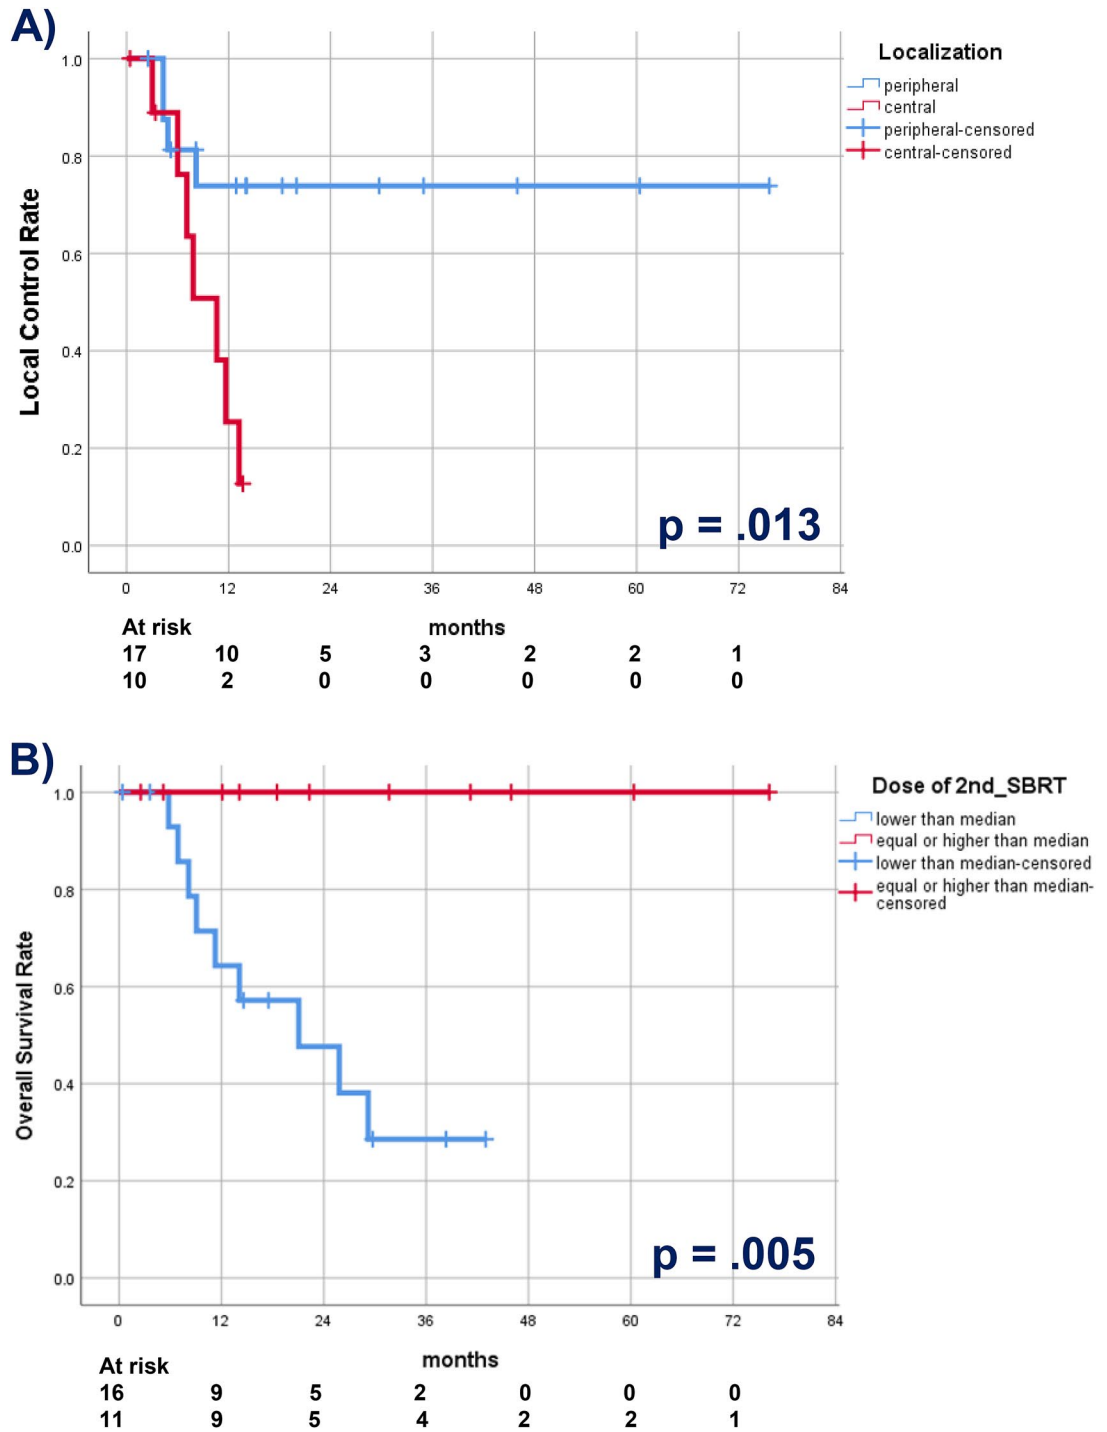 A)
Localization
peripheral
central
peripheral-censored
central-censored
Local Control Rate
1.0
0.8
0.6
0.4
0.2
0.0
p = .013
0 12 24 36 48 60 72 84
At risk months
17 10 5 3 2 2 1
10 2 0 0 0 0 0
B)
Dose of 2nd_SBRT
lower than median
equal or higher than median
lower than median-censored
equal or higher than median-
censored
Overall Survival Rate
1.0
0.8
0.6
0.4
0.2
0.0
p = .005
0 12 24 36 48 60 72 84
At risk months
16 9 5 2 0 0 0
11 9 5 4 2 2 1